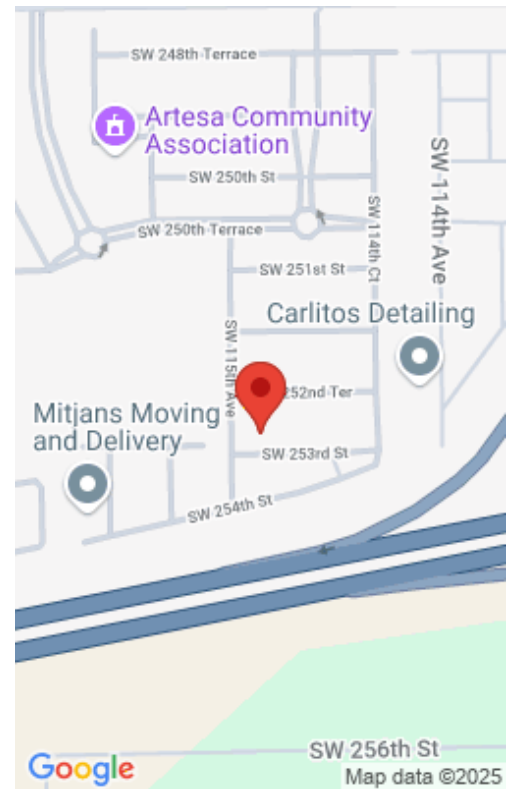 SW 248th Terrace
Artesa Community
Association
SW 250th St
SW 114th Ave
SW 114th Ct
SW 250th Terrace
SW 251st St
SW 115th Ave
Carlitos Detailing
252nd Ter
Mitjans Moving
and Delivery
SW 253rd St
SW 254th St
SW 256th St
Google
Map data ©2025